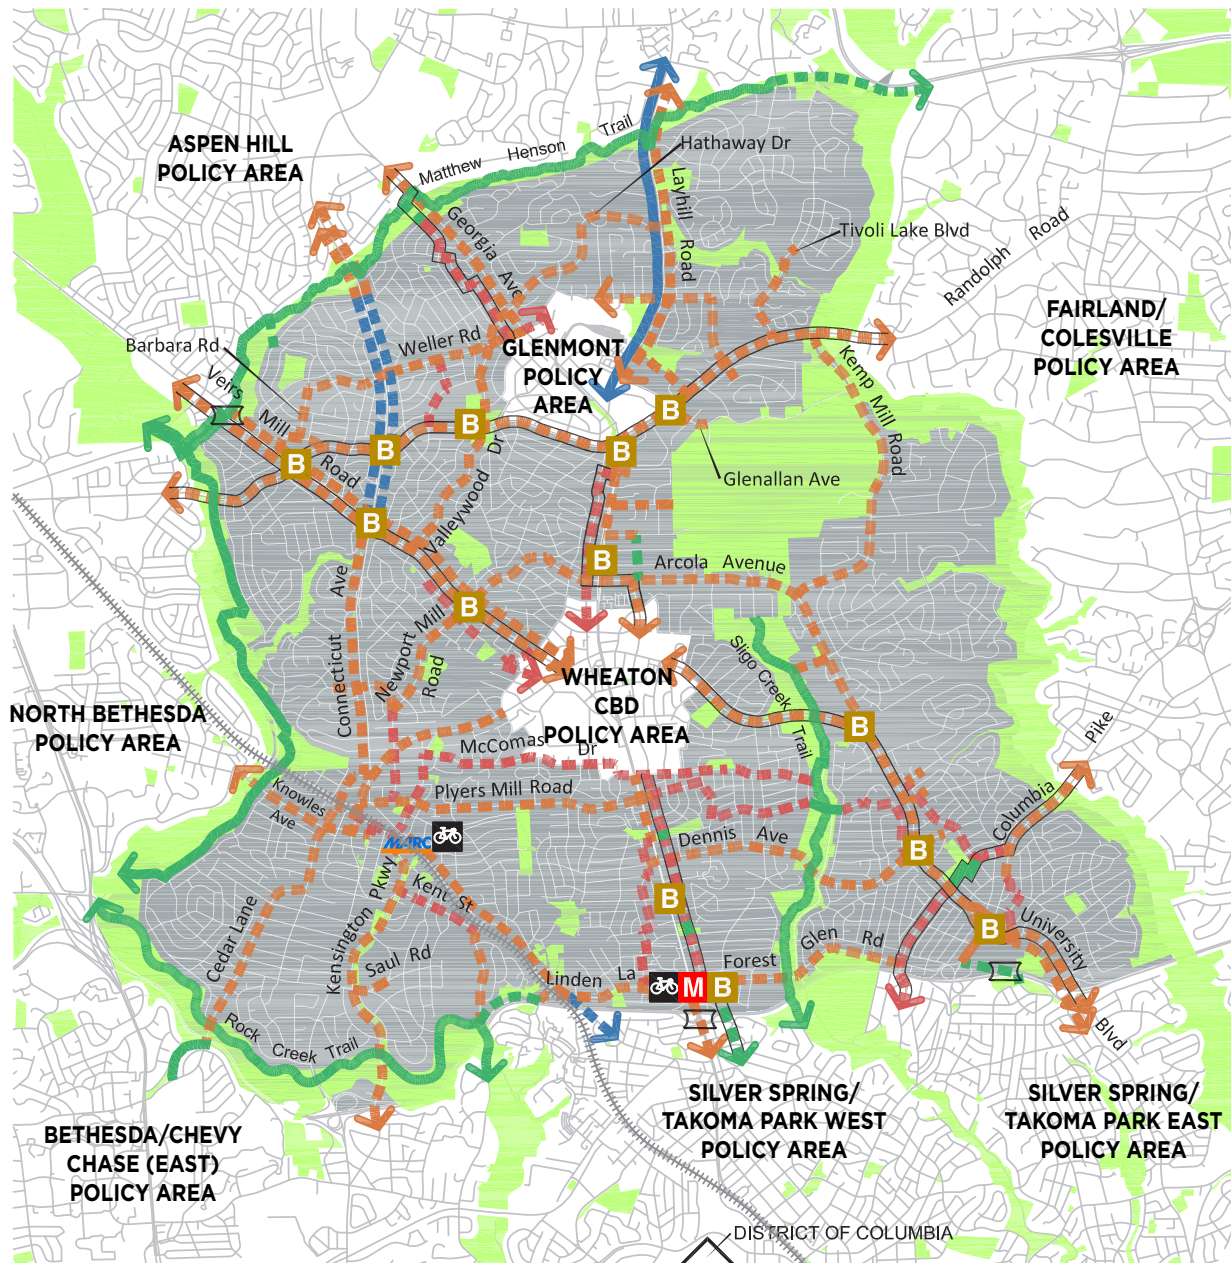 ASPEN HILL
POLICY AREA
Matthew Henson Trail
Hathaway Dr
Layhill Road
Georgia Ave
Tivoli Lake Blvd
Randolph Road
FAIRLAND/
COLESVILLE
POLICY AREA
Barbara Rd
Weller Rd
GLENMONT
POLICY
AREA
Veirs Mill Road
Kemp Mill Road
B
B
B
B
B
Valleywood Dr
Glenallan Ave
B
B
Arcola Avenue
B
Connecticut Ave
Newport Mill Road
Sligo Creek Trail
WHEATON
CBD
POLICY AREA
NORTH BETHESDA
POLICY AREA
McComas Dr
B
Columbia Pike
Knowles
Ave
Plyers Mill Road
MARC
Dennis Ave
B
Kent St
Kensington Pkwy
Cedar Lane
B
Saul Rd
Glen Rd
B
University Blvd
Linden La
M
B
Forest
Rock Creek Trail
SILVER SPRING/
TAKOMA PARK WEST
POLICY AREA
SILVER SPRING/
TAKOMA PARK EAST
POLICY AREA
BETHESDA/CHEVY
CHASE (EAST)
POLICY AREA
DISTRICT OF COLUMBIA